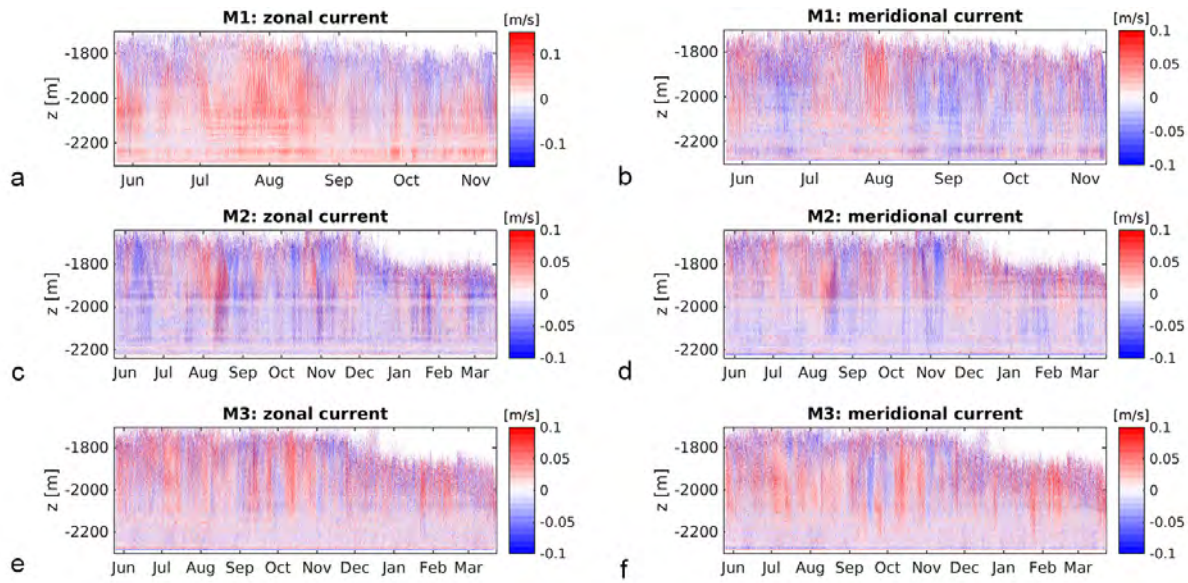 M1: zonal current
[m/s]
z [m]
-1800
-2000
-2200
0.1
0
-0.1
Jun Jul Aug Sep Oct Nov
a
M1: meridional current
[m/s]
z [m]
-1800
-2000
-2200
0.1
0.05
0
-0.05
-0.1
Jun Jul Aug Sep Oct Nov
b
M2: zonal current
[m/s]
z [m]
-1800
-2000
-2200
0.1
0.05
0
-0.05
-0.1
Jun Jul Aug Sep Oct Nov Dec Jan Feb Mar
c
M2: meridional current
[m/s]
z [m]
-1800
-2000
-2200
0.1
0.05
0
-0.05
-0.1
Jun Jul Aug Sep Oct Nov Dec Jan Feb Mar
d
M3: zonal current
[m/s]
z [m]
-1800
-2000
-2200
0.1
0.05
0
-0.05
-0.1
Jun Jul Aug Sep Oct Nov Dec Jan Feb Mar
e
M3: meridional current
[m/s]
z [m]
-1800
-2000
-2200
0.1
0.05
0
-0.05
-0.1
Jun Jul Aug Sep Oct Nov Dec Jan Feb Mar
f